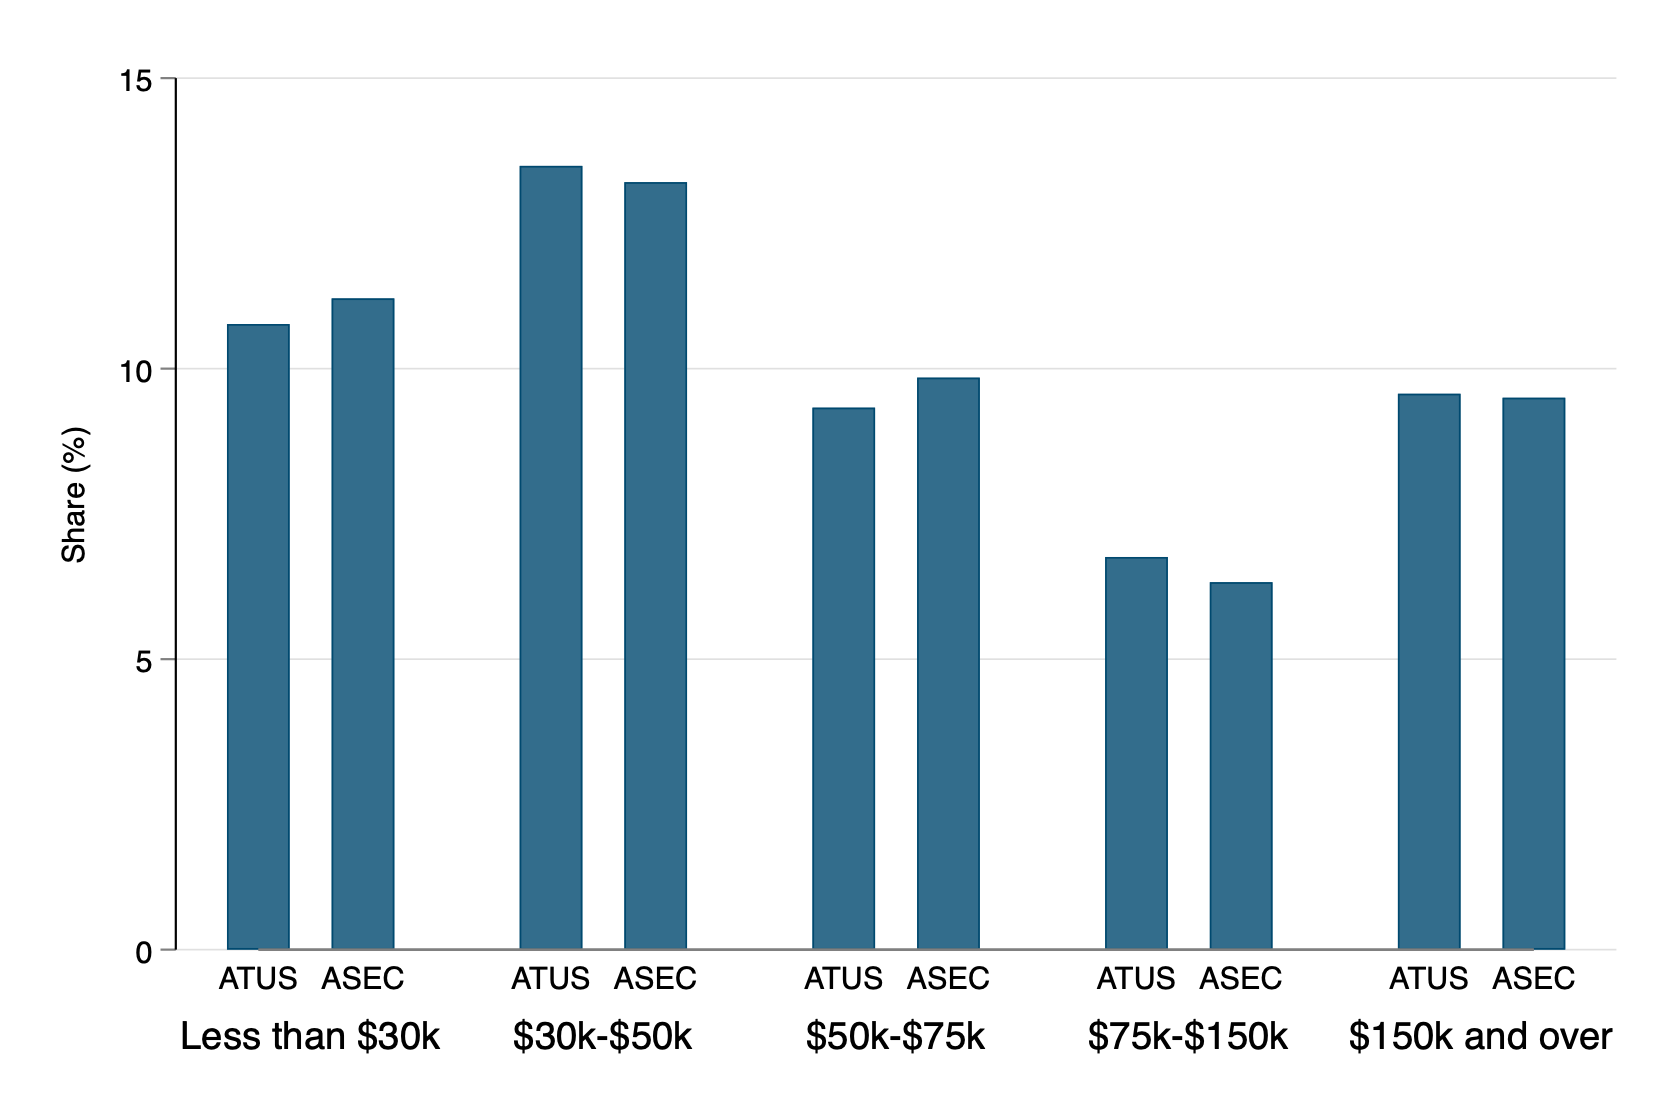 15
10
5
0
Share (%)
ATUS ASEC ATUS ASEC ATUS ASEC ATUS ASEC ATUS ASEC
Less than $30k $30k-$50k $50k-$75k $75k-$150k $150k and over